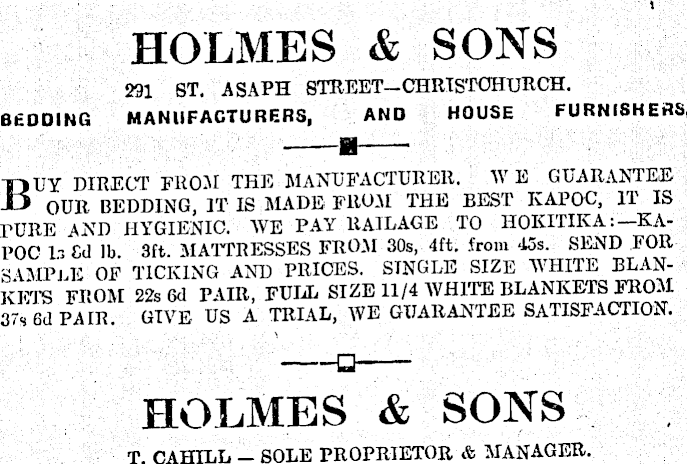 HOLMES & SONS
291 ST. ASAPH STREET—CHRISTCHURCH.
BEDDING MANUFACTURERS, AND HOUSE FURNISHERS,
BUY DIRECT FROM THE MANUFACTURER. WE GUARANTEE
OUR BEDDING, IT IS MADE FROM THE BEST KAPOC, IT IS
PURE AND HYGIENIC. WE PAY RAILAGE TO HOKITIKA:—KA-
POC 1s 8d lb. 3ft. MATTRESSES FROM 30s, 4ft. from 45s. SEND FOR
SAMPLE OF TICKING AND PRICES. SINGLE SIZE WHITE BLAN-
KETS FROM 22s 6d PAIR, FULL SIZE 11/4 WHITE BLANKETS FROM
37s 6d PAIR. GIVE US A TRIAL, WE GUARANTEE SATISFACTION.
HOLMES & SONS
T. CAHILL — SOLE PROPRIETOR & MANAGER.